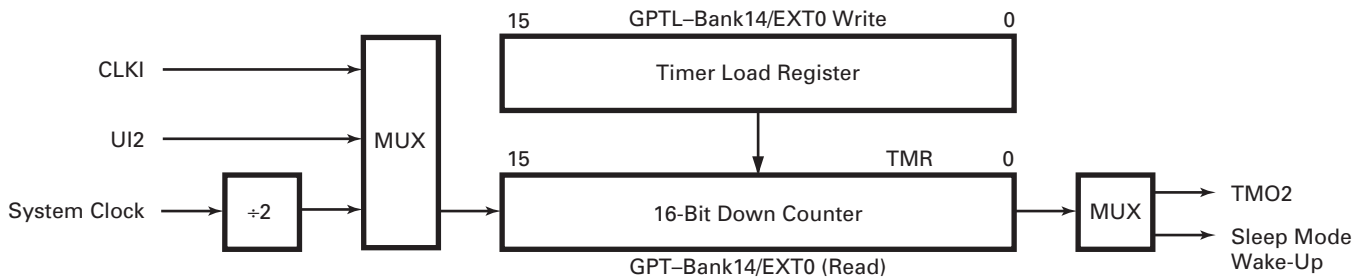 15 GPTL–Bank14/EXT0 Write 0
CLKI
Timer Load Register
UI2
MUX
15 TMR 0
System Clock
÷2
16-Bit Down Counter
MUX
TMO2
Sleep Mode
Wake-Up
GPT–Bank14/EXT0 (Read)